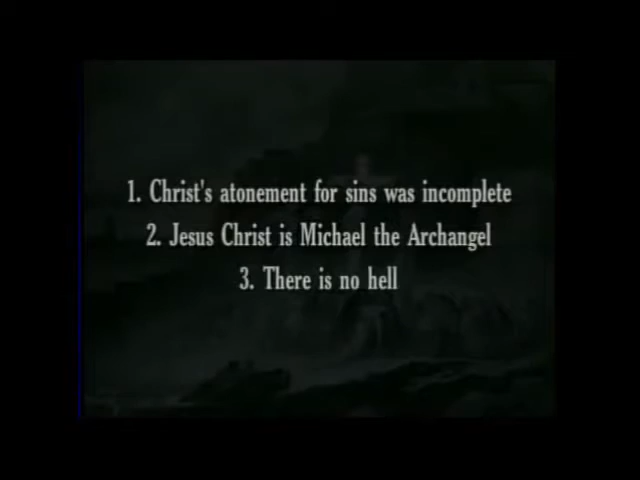 1. Christ's atonement for sins was incomplete
2. Jesus Christ is Michael the Archangel
3. There is no hell